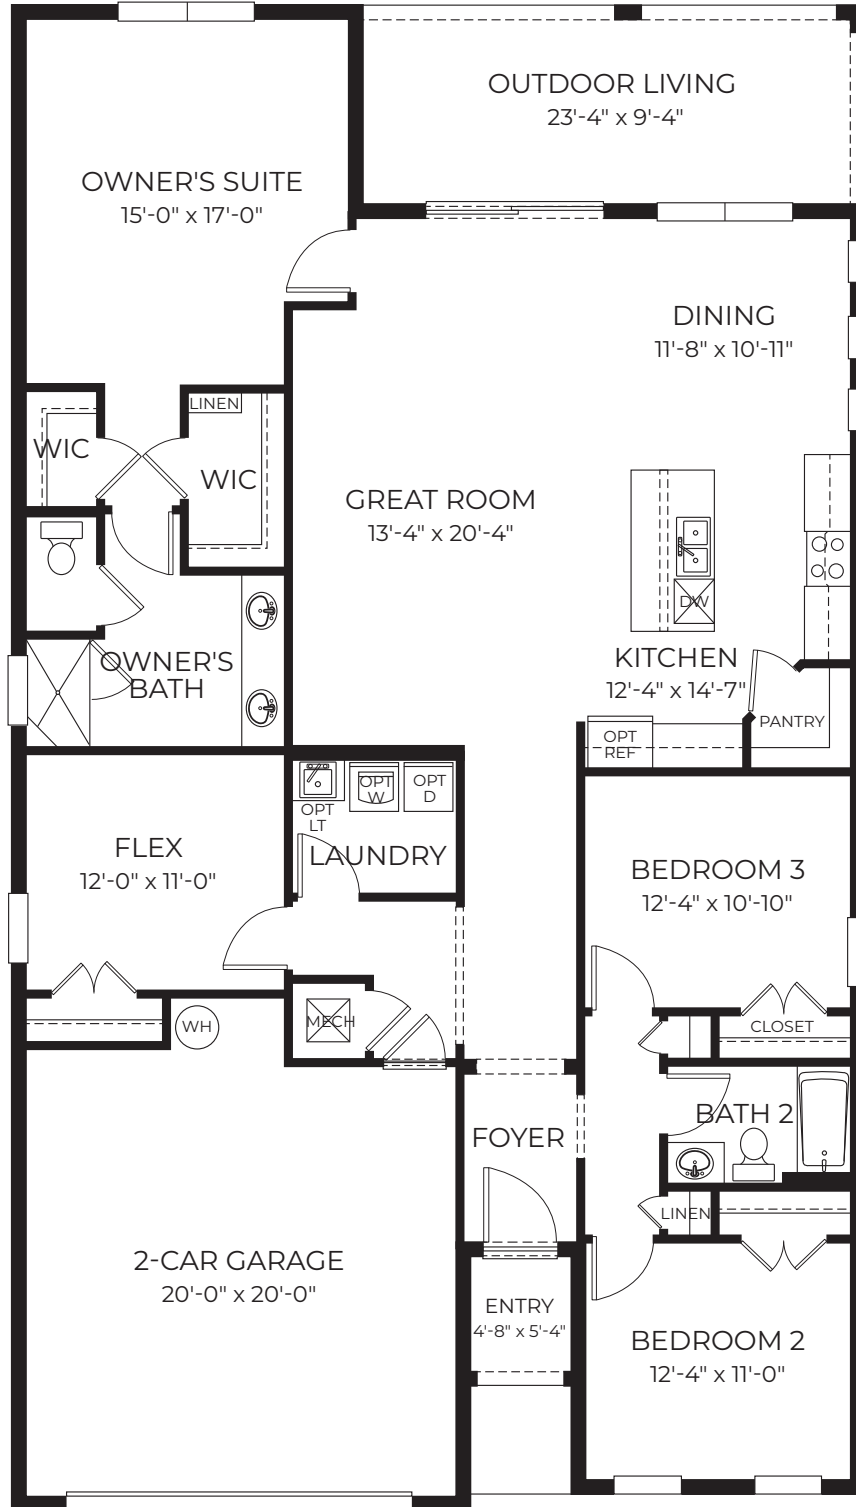 OUTDOOR LIVING
23'-4" x 9'-4"
OWNER'S SUITE
15'-0" x 17'-0"
DINING
11'-8" x 10'-11"
LINEN
WIC
WIC
GREAT ROOM
13'-4" x 20'-4"
DW
KITCHEN
12'-4" x 14'-7"
OWNER'S
BATH
PANTRY
OPT
REF
OPT
W
OPT
D
OPT
LT
LAUNDRY
FLEX
12'-0" x 11'-0"
BEDROOM 3
12'-4" x 10'-10"
WH
MECH
CLOSET
BATH 2
FOYER
LINEN
2-CAR GARAGE
20'-0" x 20'-0"
ENTRY
4'-8" x 5'-4"
BEDROOM 2
12'-4" x 11'-0"